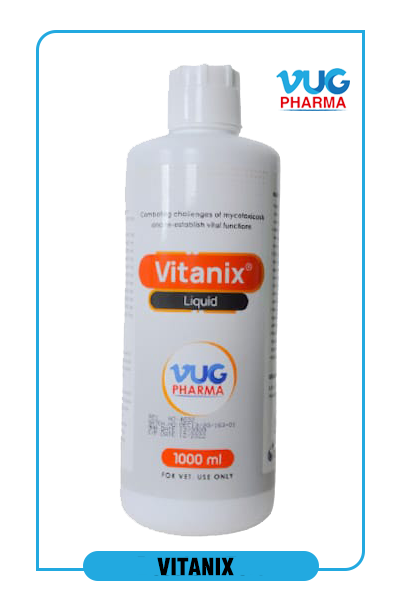 VUG
PHARMA
Combating challenges of mycotoxicosis
and re-establish vital functions
Vitanix®
Liquid
VUG
PHARMA
1000 ml
FOR VET. USE ONLY
VITANIX